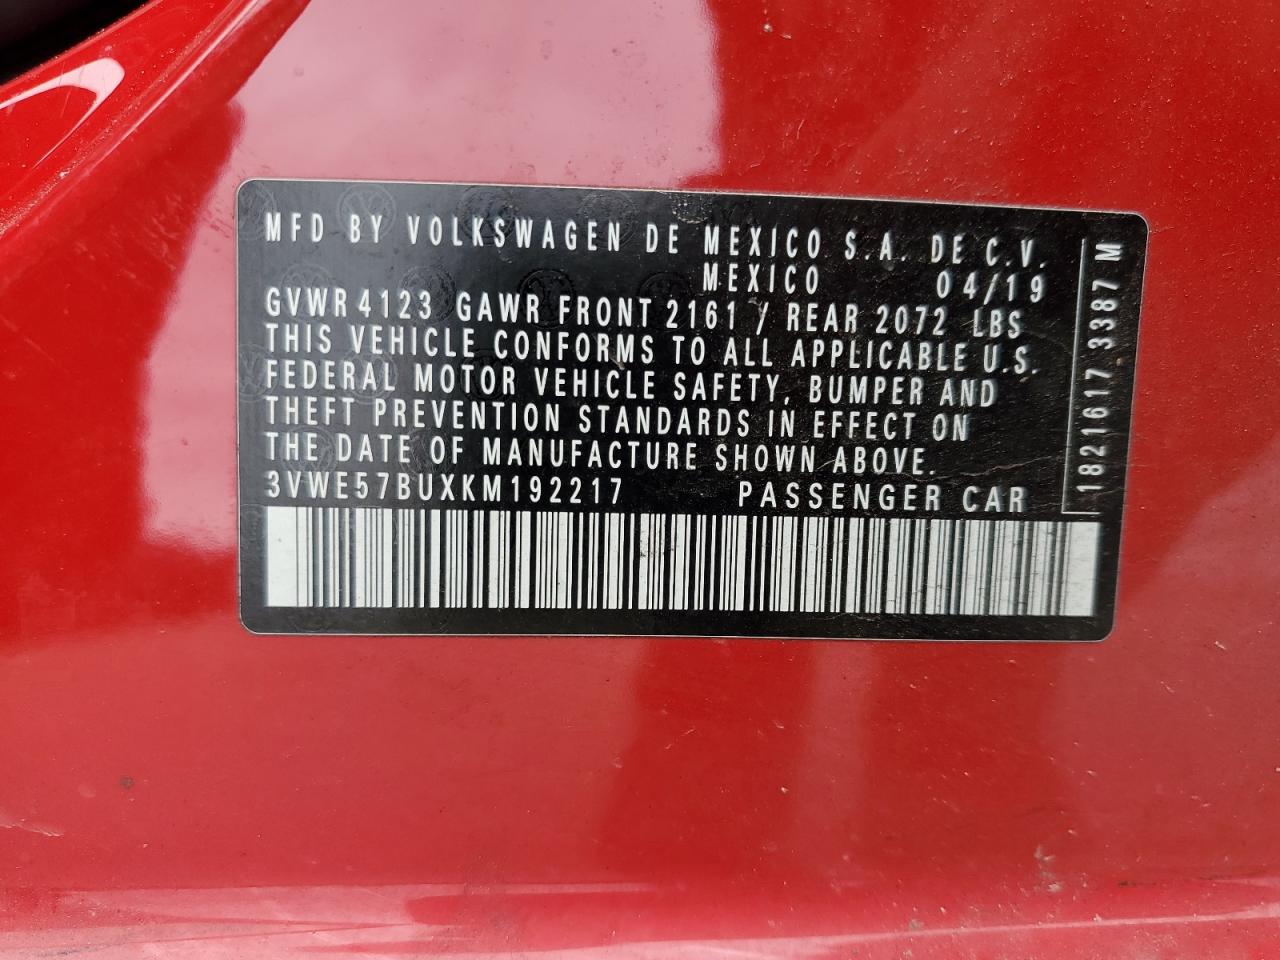 MFD BY VOLKSWAGEN DE MEXICO S.A. DE C.V.
MEXICO 04/19
GVWR 4123 GAWR FRONT 2161 / REAR 2072 LBS
THIS VEHICLE CONFORMS TO ALL APPLICABLE U.S.
FEDERAL MOTOR VEHICLE SAFETY, BUMPER AND
THEFT PREVENTION STANDARDS IN EFFECT ON
THE DATE OF MANUFACTURE SHOWN ABOVE.
3VWE57BUXKM192217 PASSENGER CAR
1821617 3387 M